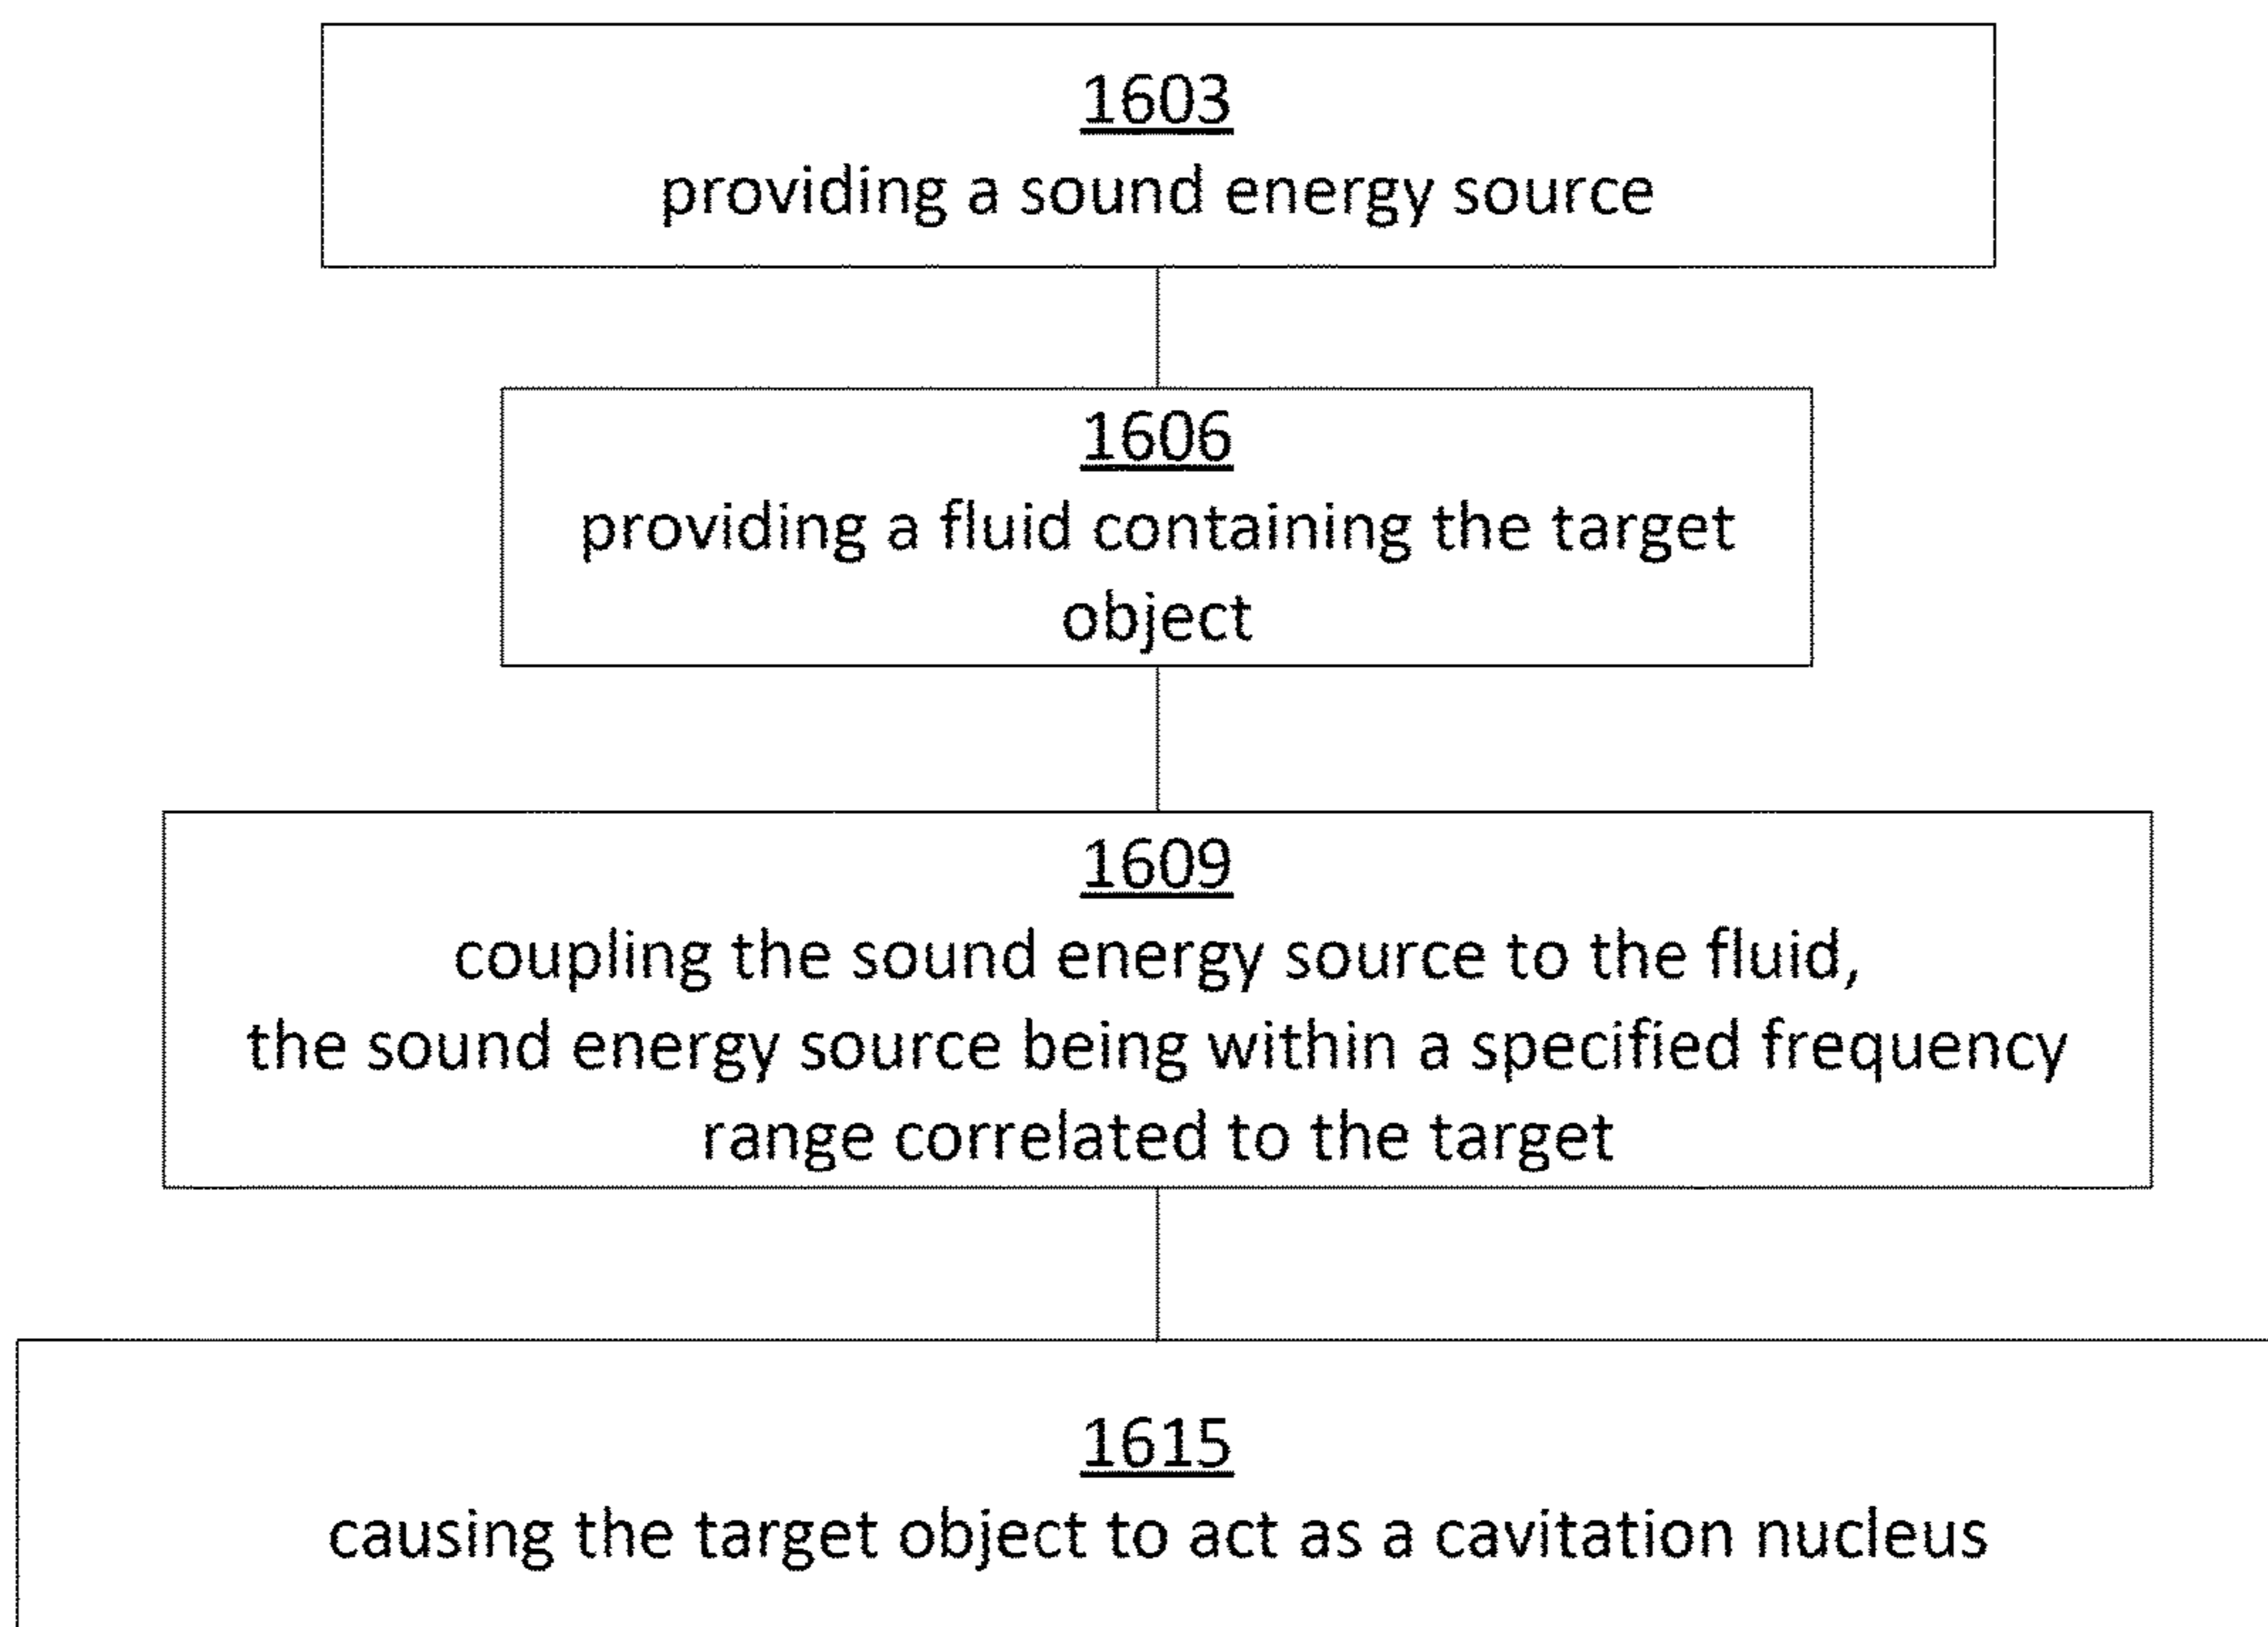 1603
providing a sound energy source
1606
providing a fluid containing the target
object
1609
coupling the sound energy source to the fluid,
the sound energy source being within a specified frequency
range correlated to the target
1615
causing the target object to act as a cavitation nucleus